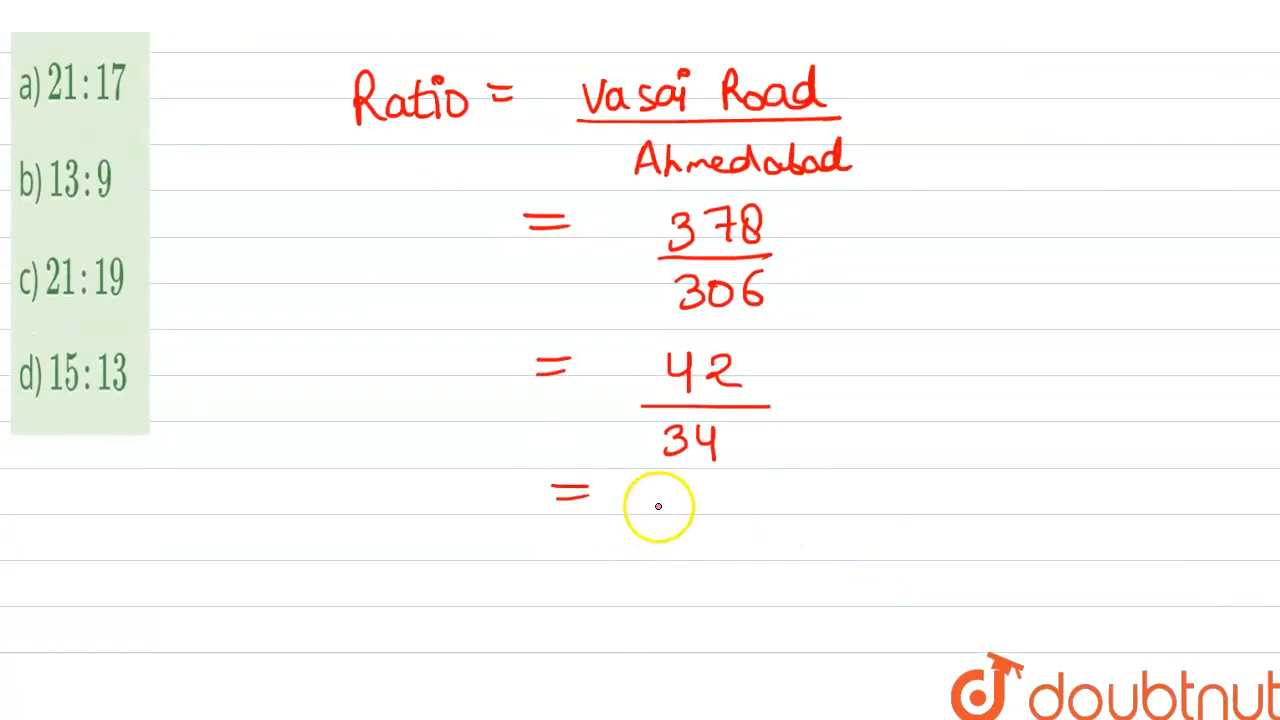 a) 21 : 17
b) 13 : 9
c) 21 : 19
d) 15 : 13
Ratio = Vasai Road
Ahmedabad
= 378
306
= 42
34
=
doubtnut